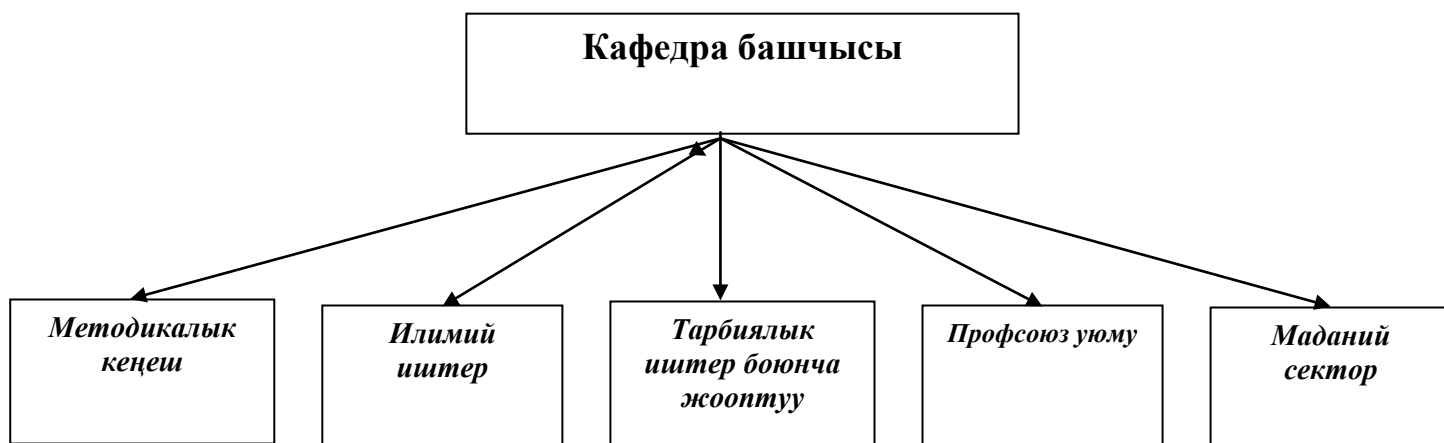 Кафедра башчысы
Методикалык
кеңеш
Илимий
иштер
Тарбиялык
иштер боюнча
жооптуу
Профсоюз уюму
Маданий
сектор